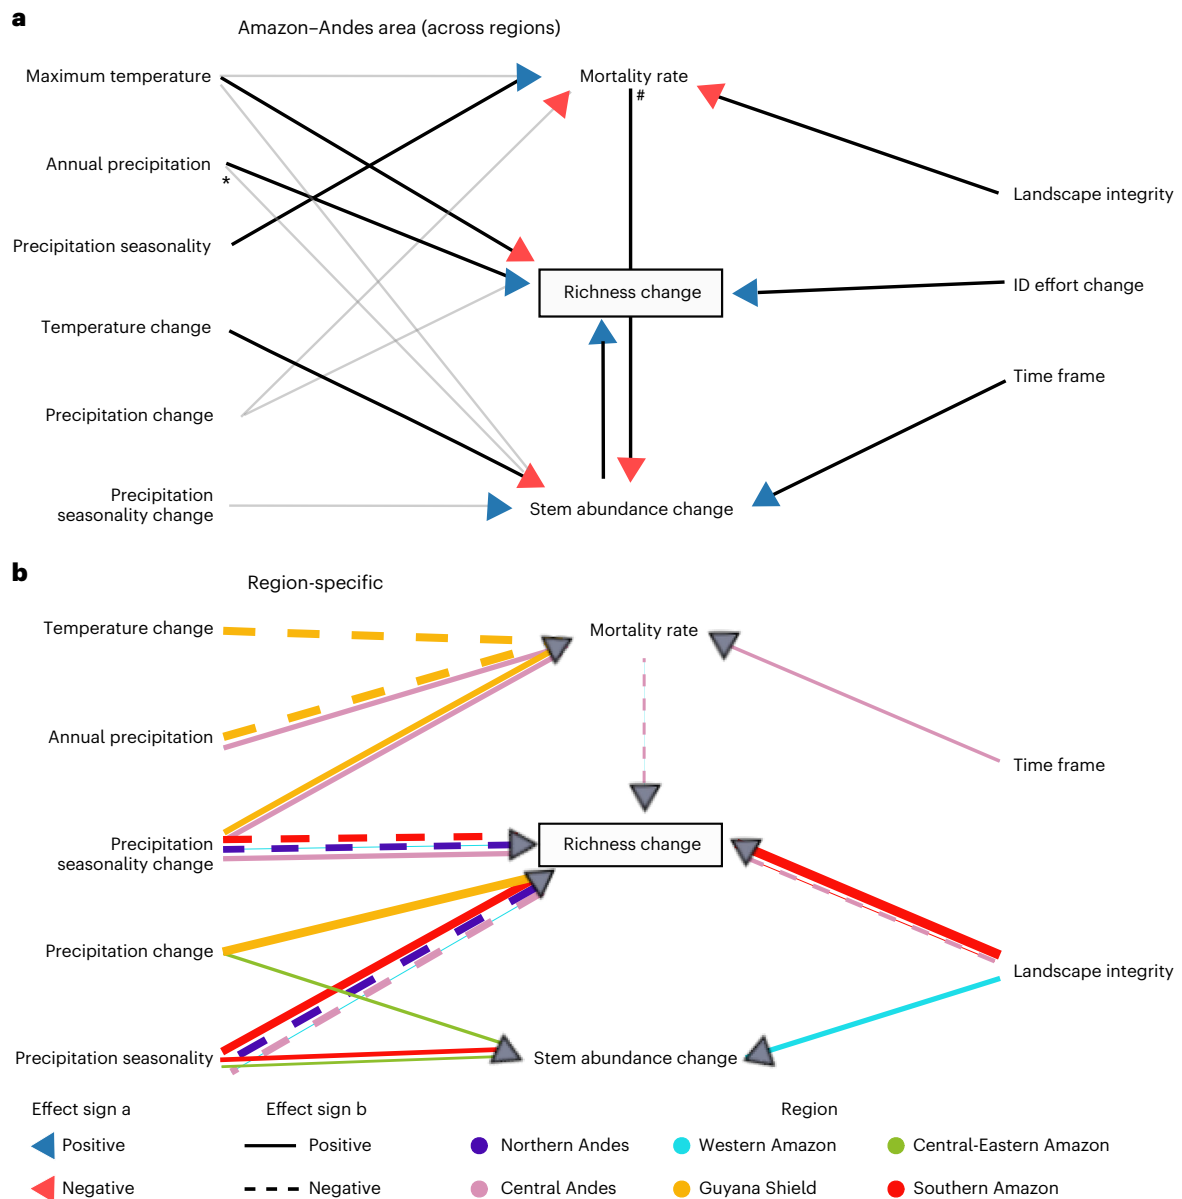 a
Amazon–Andes area (across regions)
Maximum temperature
Mortality rate
#
Annual precipitation
*
Landscape integrity
Precipitation seasonality
ID effort change
Richness change
Temperature change
Time frame
Precipitation change
Precipitation
seasonality change
Stem abundance change
b
Region-specific
Temperature change
Mortality rate
Annual precipitation
Time frame
Precipitation
seasonality change
Richness change
Precipitation change
Landscape integrity
Precipitation seasonality
Stem abundance change
Effect sign a
Effect sign b
Region
Positive
Positive
Northern Andes
Western Amazon
Central-Eastern Amazon
Negative
Negative
Central Andes
Guyana Shield
Southern Amazon